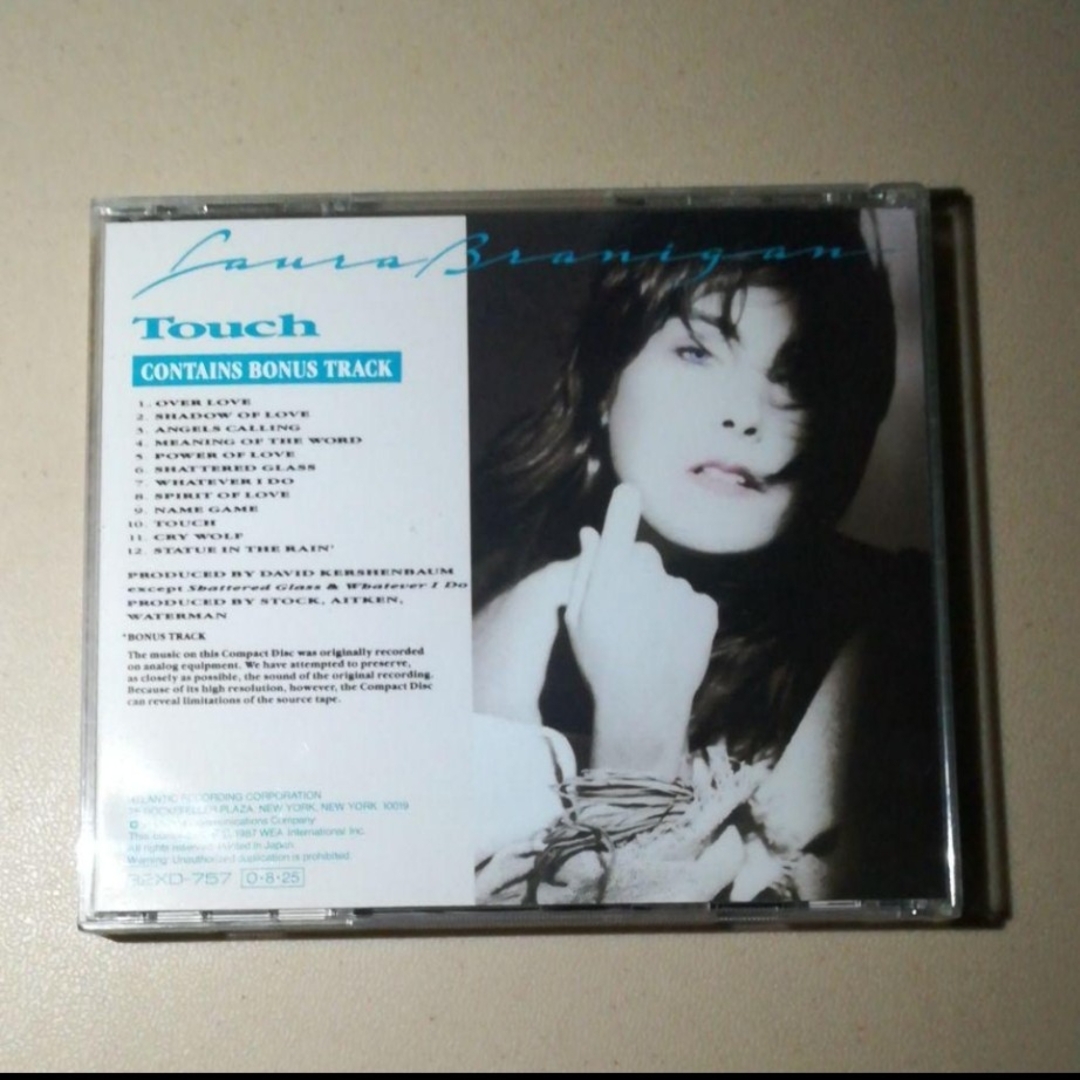 Laura Branigan
Touch
CONTAINS BONUS TRACK
1. OVER LOVE
2. SHADOW OF LOVE
3. ANGELS CALLING
4. MEANING OF THE WORD
5. POWER OF LOVE
6. SHATTERED GLASS
7. WHATEVER I DO
8. SPIRIT OF LOVE
9. NAME GAME
10. TOUCH
11. CRY WOLF
12. STATUE IN THE RAIN*
PRODUCED BY DAVID KERSHENBAUM
except Shattered Glass & Whatever I Do
PRODUCED BY STOCK, AITKEN,
WATERMAN
*BONUS TRACK
The music on this Compact Disc was originally recorded
on analog equipment. We have attempted to preserve,
as closely as possible, the sound of the original recording.
Because of its high resolution, however, the Compact Disc
can reveal limitations of the source tape.
ATLANTIC RECORDING CORPORATION
ROCKEFELLER PLAZA, NEW YORK, NEW YORK 10019
Communications Company
This 1987 WEA International Inc.
All rights reserved. Printed in Japan.
Warning: Unauthorized duplication is prohibited.
32XD-757 0·8·25